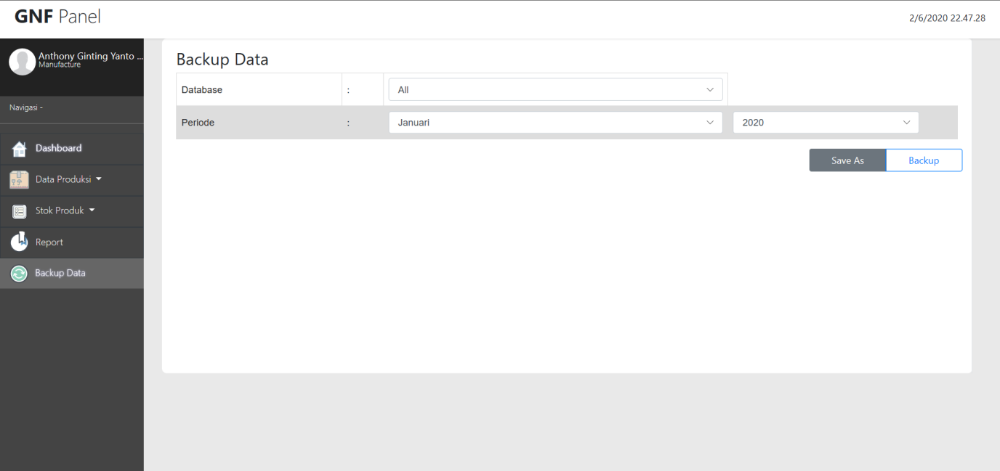 GNF Panel
2/6/2020 22.47.28
Anthony Ginting Yanto ...
Manufacture
Navigasi -
Dashboard
Data Produksi
Stok Produk
Report
Backup Data
Backup Data
Database : All
Periode : Januari 2020
Save As Backup